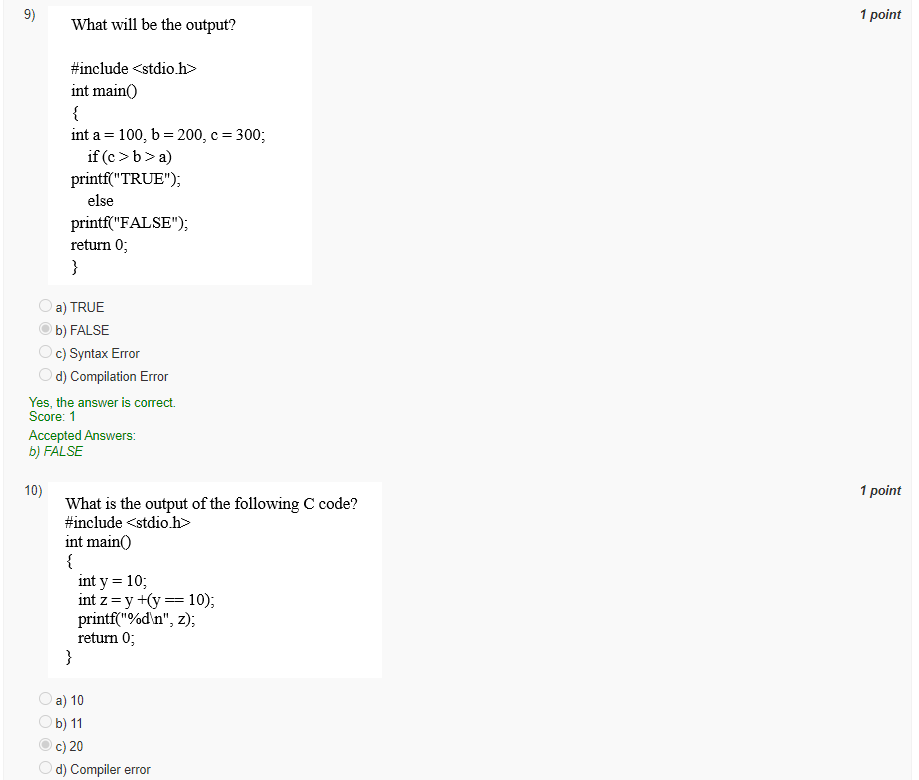 9)
1 point
What will be the output?
#include <stdio.h>
int main()
{
int a = 100, b = 200, c = 300;
if (c > b > a)
printf("TRUE");
else
printf("FALSE");
return 0;
}
a) TRUE
b) FALSE
c) Syntax Error
d) Compilation Error
Yes, the answer is correct.
Score: 1
Accepted Answers:
b) FALSE
10)
1 point
What is the output of the following C code?
#include <stdio.h>
int main()
{
int y = 10;
int z = y +(y == 10);
printf("%d\n", z);
return 0;
}
a) 10
b) 11
c) 20
d) Compiler error